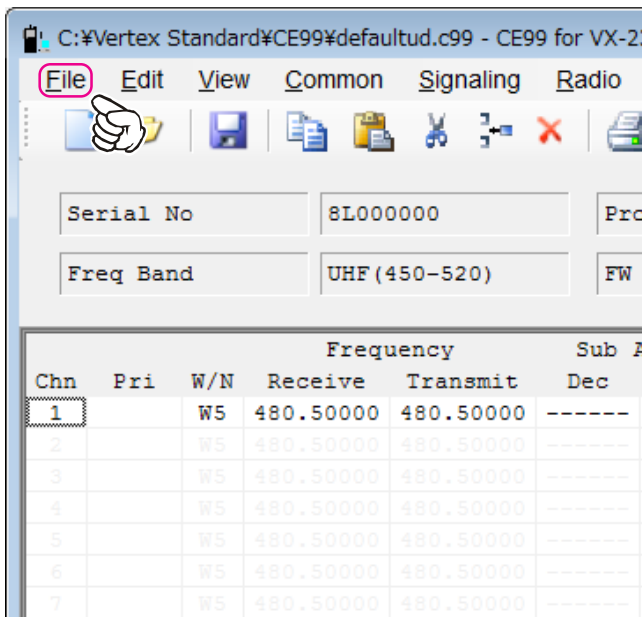 C:¥Vertex Standard¥CE99¥defaultud.c99 - CE99 for VX-2
File Edit View Common Signaling Radio
Serial No 8L000000 Pro
Freq Band UHF(450-520) FW
Frequency Sub A
Chn Pri W/N Receive Transmit Dec
1 W5 480.50000 480.50000 ------
2 W5 480.50000 480.50000 ------
3 W5 480.50000 480.50000 ------
4 W5 480.50000 480.50000 ------
5 W5 480.50000 480.50000 ------
6 W5 480.50000 480.50000 ------
7 W5 480.50000 480.50000 ------